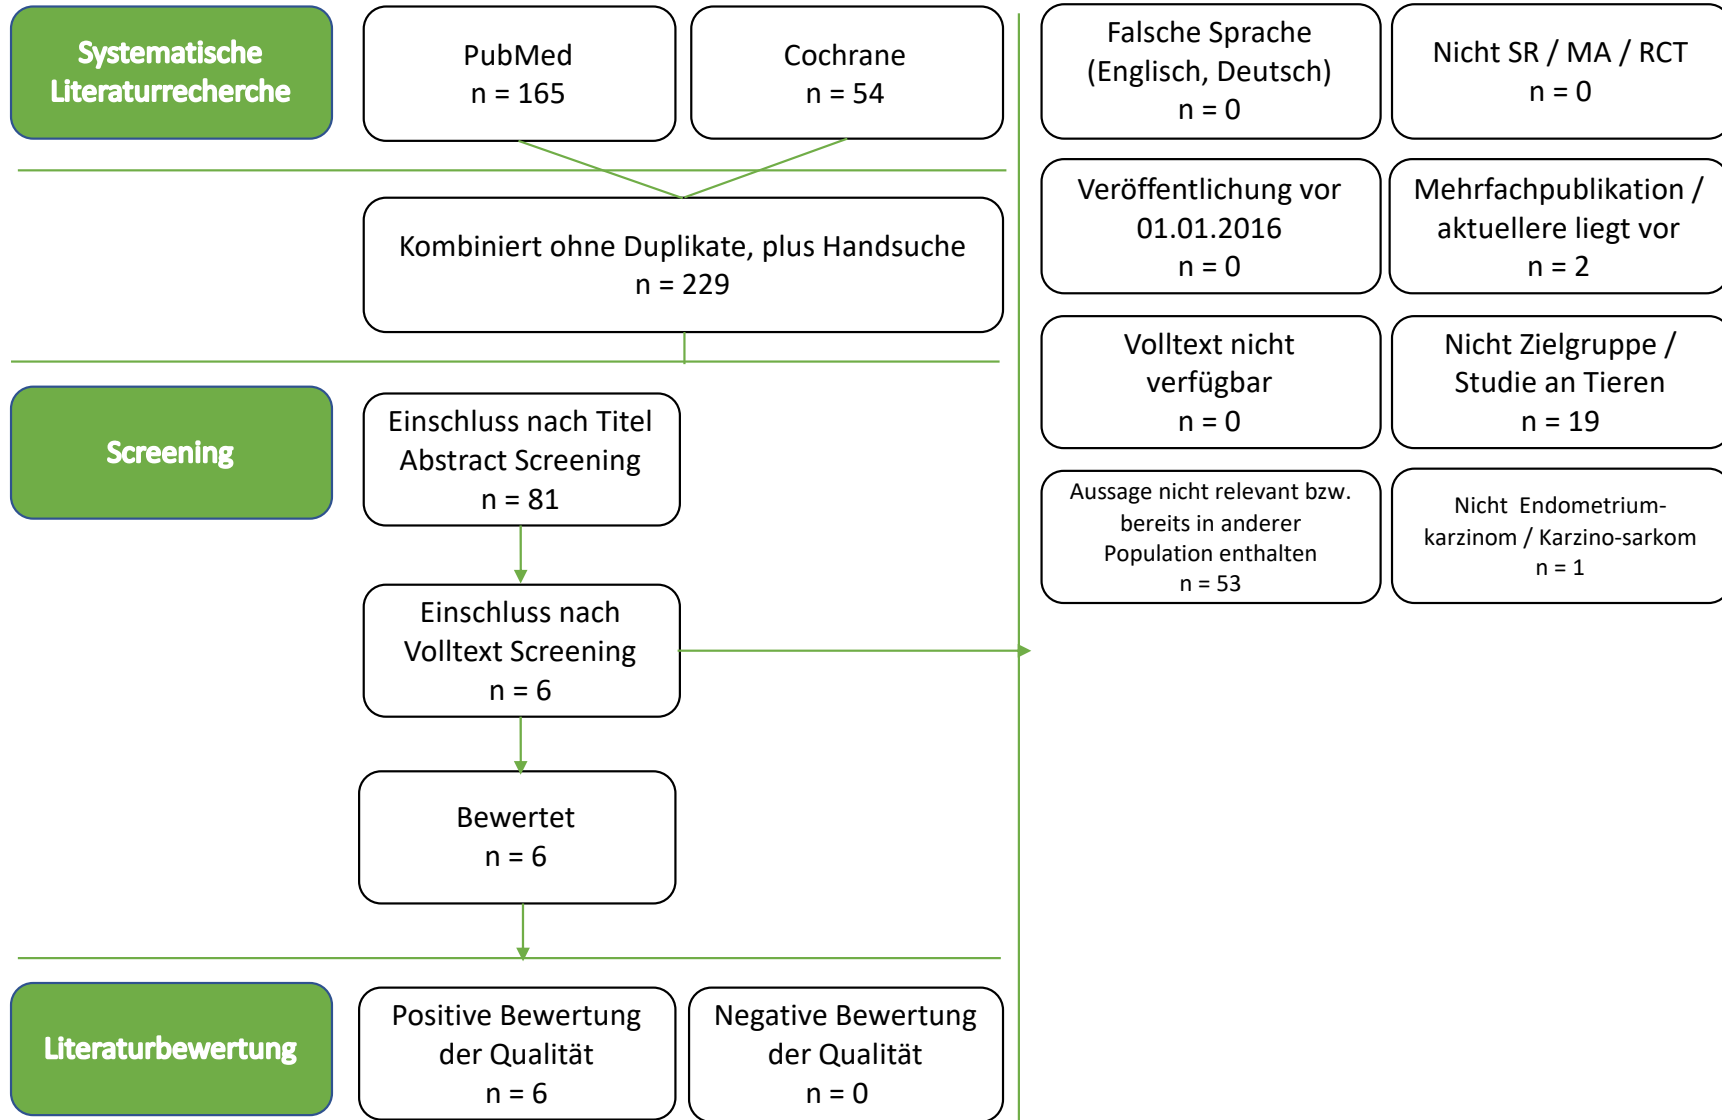 Systematische
Literaturrecherche
PubMed
n = 165
Cochrane
n = 54
Kombiniert ohne Duplikate, plus Handsuche
n = 229
Screening
Einschluss nach Titel
Abstract Screening
n = 81
Einschluss nach
Volltext Screening
n = 6
Bewertet
n = 6
Literaturbewertung
Positive Bewertung
der Qualität
n = 6
Negative Bewertung
der Qualität
n = 0
Falsche Sprache
(Englisch, Deutsch)
n = 0
Nicht SR / MA / RCT
n = 0
Veröffentlichung vor
01.01.2016
n = 0
Mehrfachpublikation /
aktuellere liegt vor
n = 2
Volltext nicht
verfügbar
n = 0
Nicht Zielgruppe /
Studie an Tieren
n = 19
Aussage nicht relevant bzw.
bereits in anderer
Population enthalten
n = 53
Nicht Endometrium-
karzinom / Karzino-sarkom
n = 1